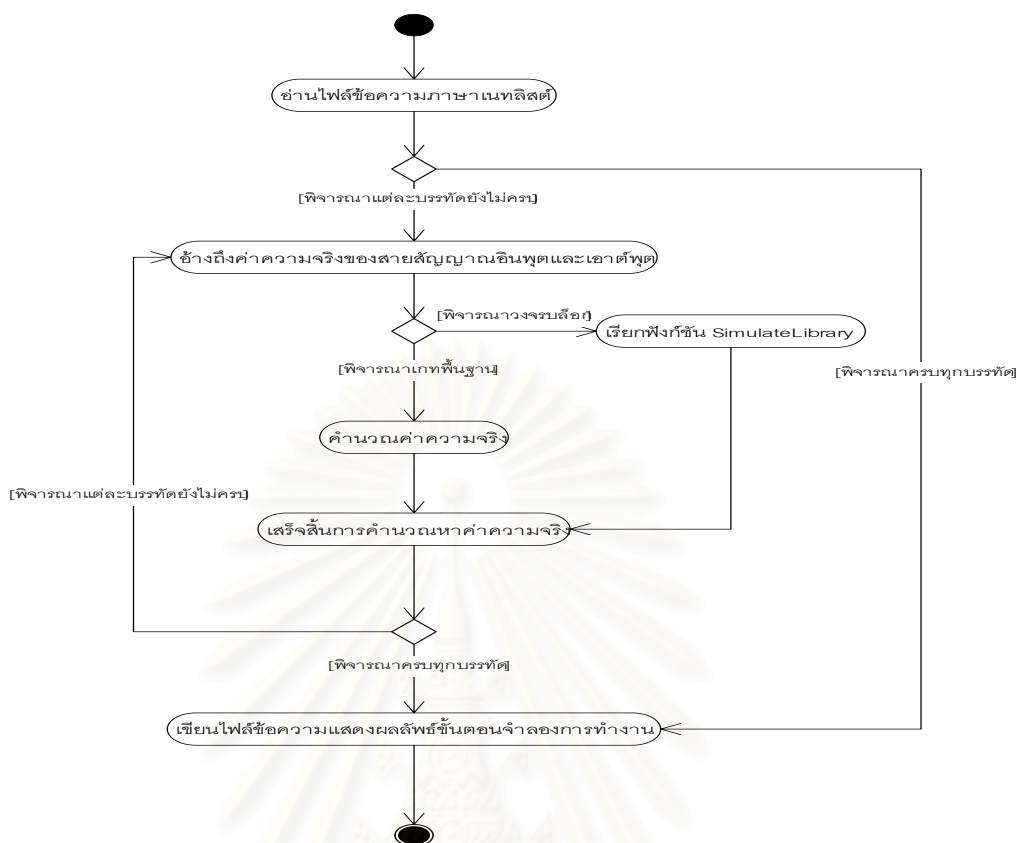 อ่านไฟล์ข้อความภาษาเนทลิสต์
[พิจารณาแต่ละบรรทัดยังไม่ครบ]
อ้างถึงค่าความจริงของสายสัญญาณอินพุตและเอาต์พุต
[พิจารณาวงจรบล็อก]
เรียกฟังก์ชัน SimulateLibrary
[พิจารณาเกทพื้นฐาน]
[พิจารณาครบทุกบรรทัด]
คำนวณค่าความจริง
[พิจารณาแต่ละบรรทัดยังไม่ครบ]
เสร็จสิ้นการคำนวณหาค่าความจริง
[พิจารณาครบทุกบรรทัด]
เขียนไฟล์ข้อความแสดงผลลัพธ์ขั้นตอนจำลองการทำงาน